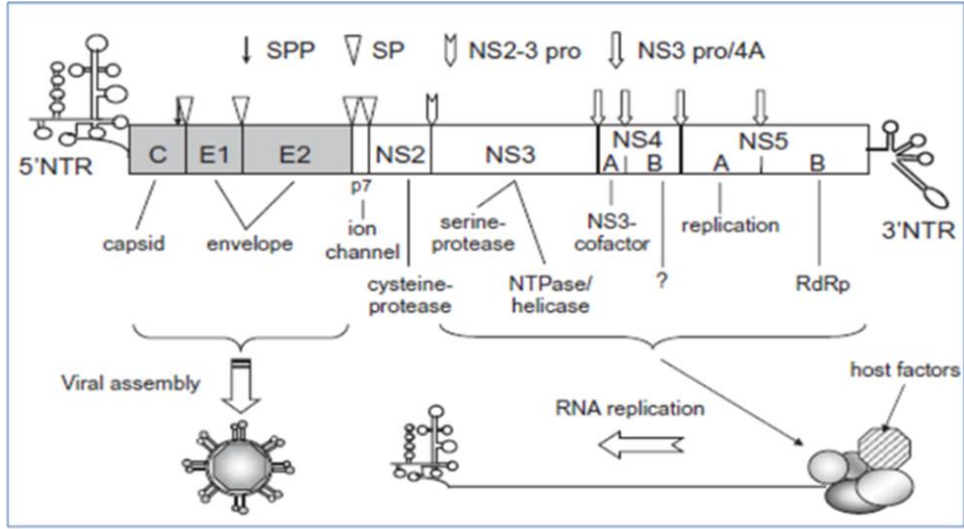 SPP SP NS2-3 pro NS3 pro/4A
5'NTR
C E1 E2 p7 NS2 NS3 NS4 A B NS5 A B
3'NTR
capsid
envelope
ion
channel
cysteine-
protease
serine-
protease
NTPase/
helicase
NS3-
cofactor
?
replication
RdRp
Viral assembly
RNA replication
host factors